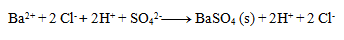 Ba²⁺ + 2 Cl⁻ + 2H⁺ + SO₄²⁻ ⟶ BaSO₄ (s) + 2H⁺ + 2 Cl⁻